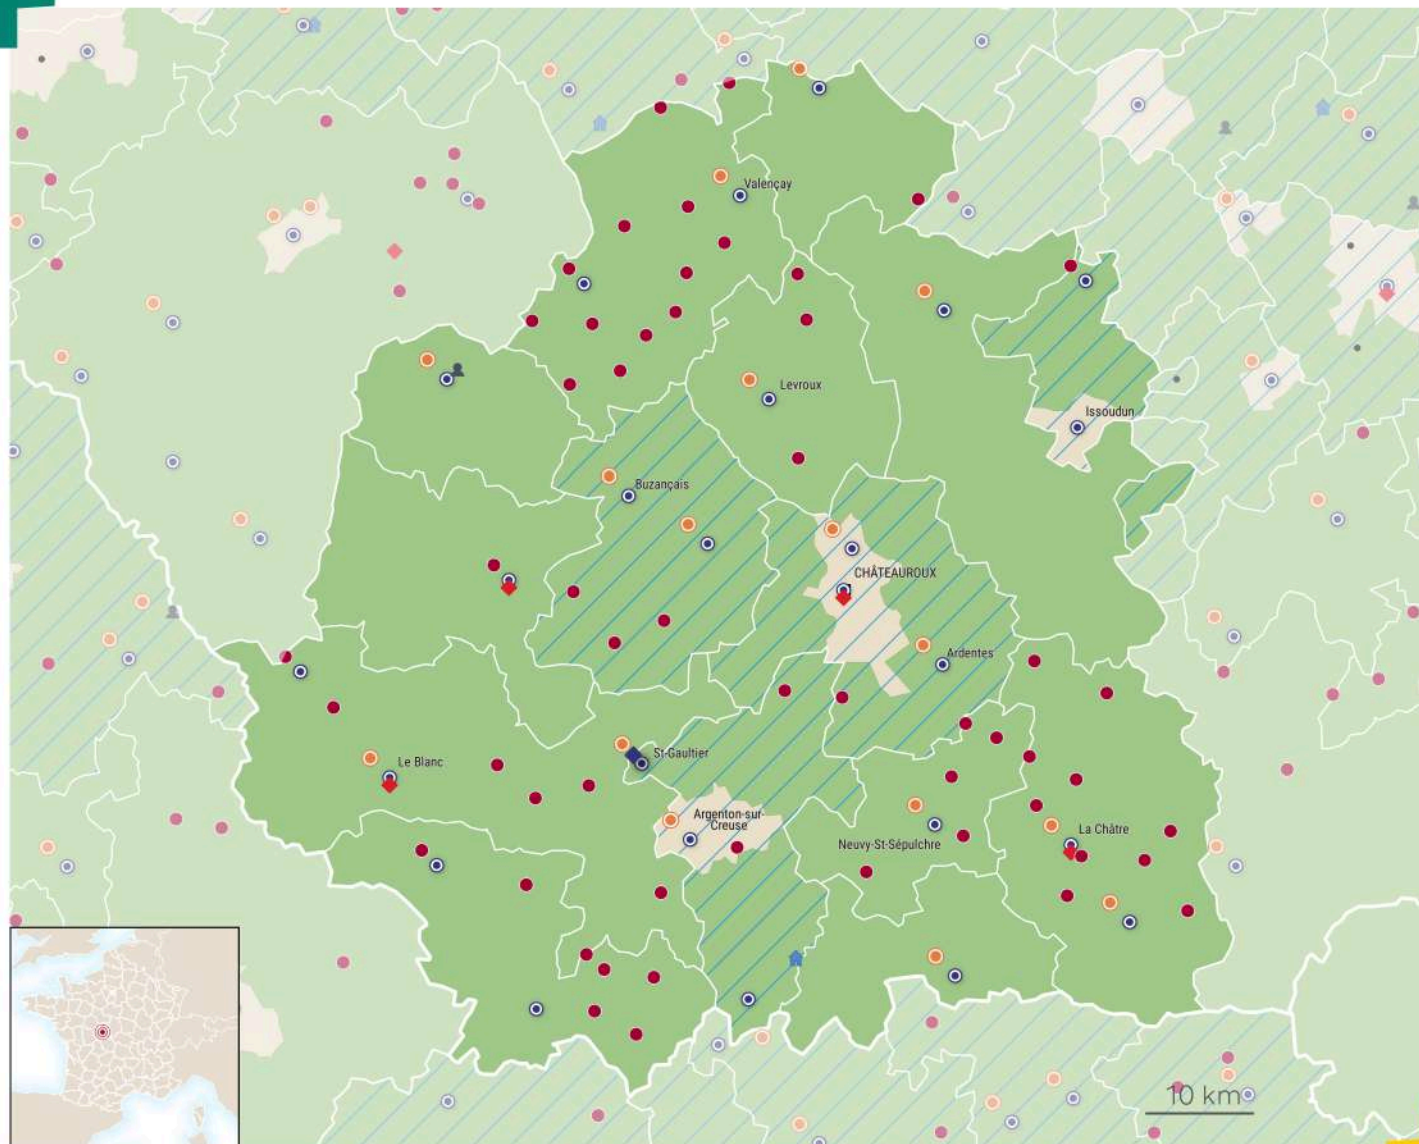 Valençay
Levroux
Issoudun
Buzançais
CHÂTEAUROUX
Ardentes
St-Gaultier
Le Blanc
Argenton-sur-
Creuse
La Châtre
Neuvy-St-Sépulchre
10 km